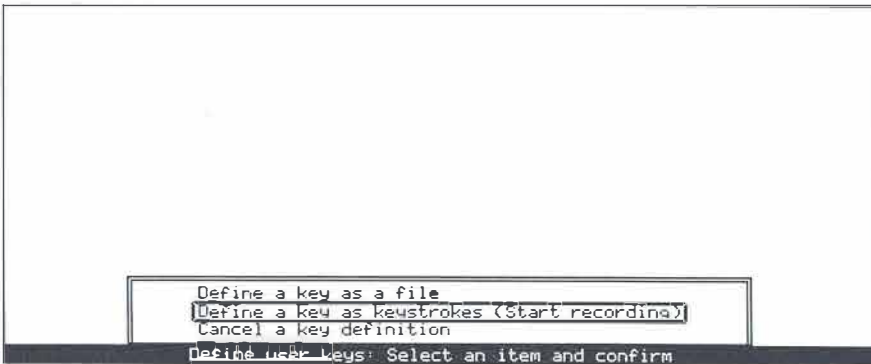 Define a key as a file
Define a key as keystrokes (Start recording)
Cancel a key definition
Define user keys: Select an item and confirm